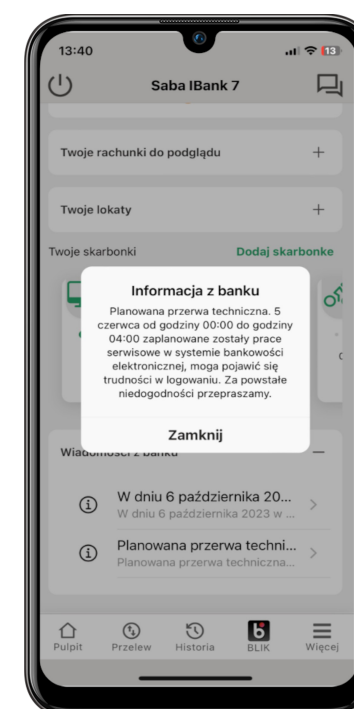 13:40
13
Saba IBank 7
Twoje rachunki do podglądu
Twoje lokaty
Twoje skarbonki
Dodaj skarbonke
Informacja z banku
Planowana przerwa techniczna. 5
czerwca od godziny 00:00 do godziny
04:00 zaplanowane zostały prace
serwisowe w systemie bankowości
elektronicznej, moga pojawić się
trudności w logowaniu. Za powstałe
niedogodności przepraszamy.
Zamknij
Wiadomości z banku
W dniu 6 października 20...
W dniu 6 października 2023 w ...
Planowana przerwa techni...
Planowana przerwa techniczna...
Pulpit
Przelew
Historia
BLIK
Więcej